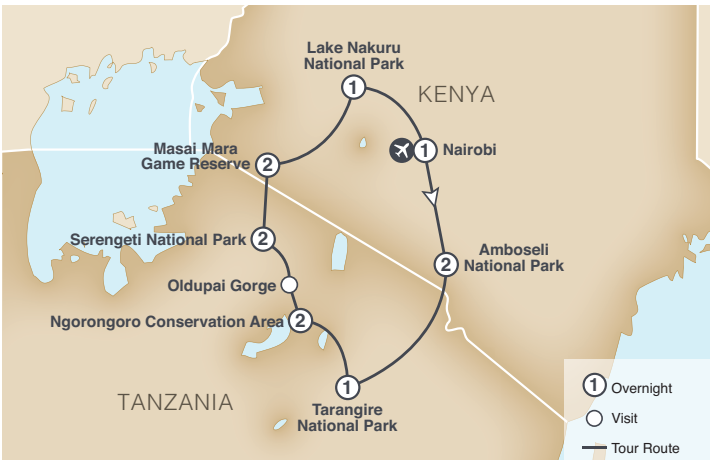 Lake Nakuru
National Park
1
KENYA
Masai Mara
Game Reserve
2
1
Nairobi
Serengeti National Park
2
Amboseli
National Park
2
Oldupai Gorge
Ngorongoro Conservation Area
2
1
TANZANIA
Tarangire
National Park
1 Overnight
Visit
Tour Route